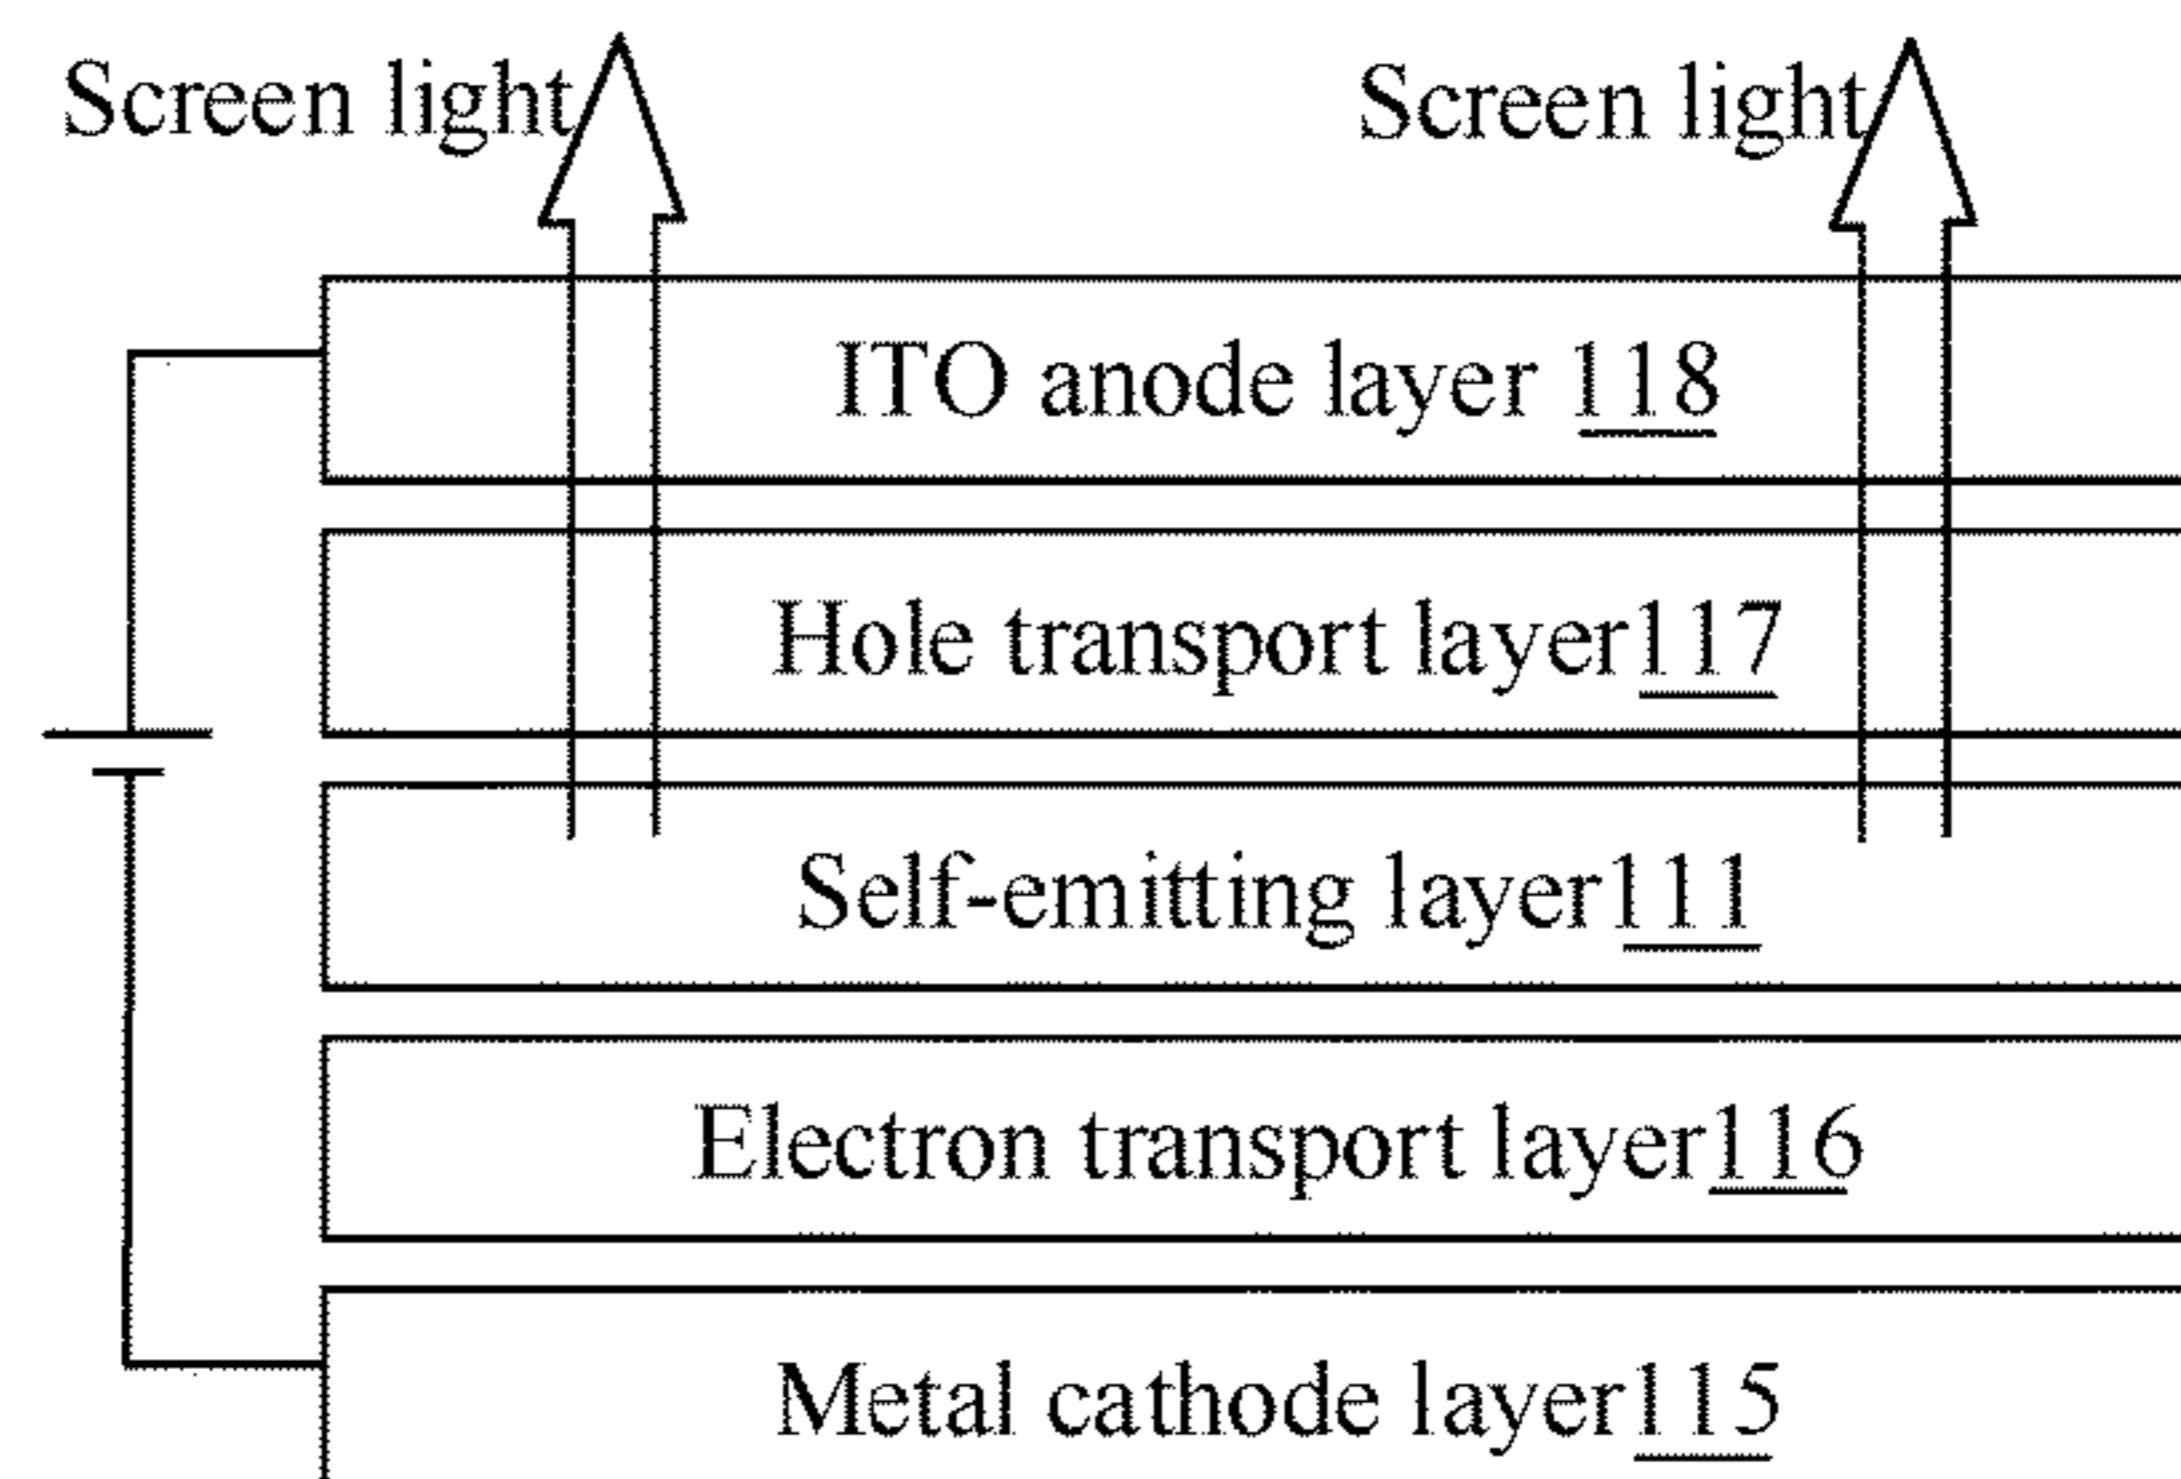 Screen light Screen light
ITO anode layer 118
Hole transport layer117
Self-emitting layer111
Electron transport layer116
Metal cathode layer115